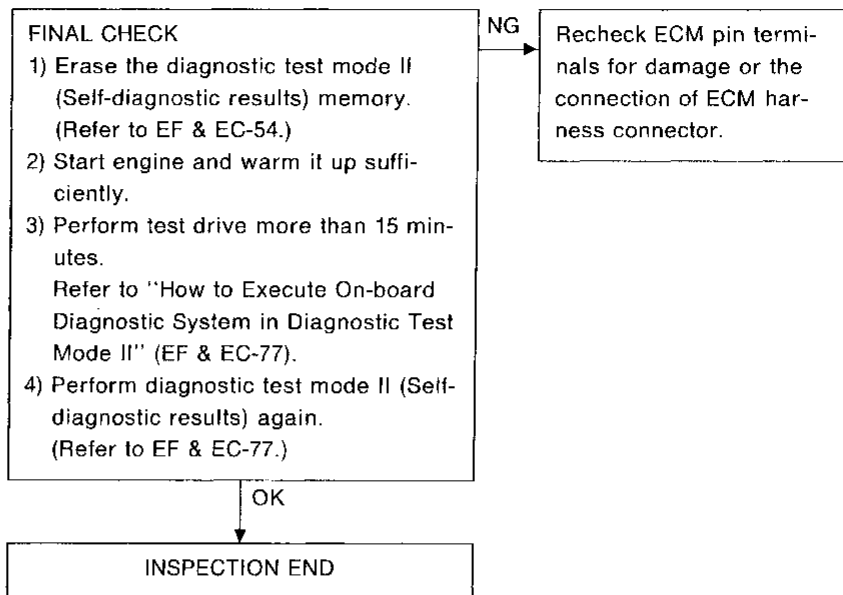 FINAL CHECK
1) Erase the diagnostic test mode II
(Self-diagnostic results) memory.
(Refer to EF & EC-54.)
2) Start engine and warm it up suffi-
ciently.
3) Perform test drive more than 15 min-
utes.
Refer to "How to Execute On-board
Diagnostic System in Diagnostic Test
Mode II" (EF & EC-77).
4) Perform diagnostic test mode II (Self-
diagnostic results) again.
(Refer to EF & EC-77.)
NG
Recheck ECM pin termi-
nals for damage or the
connection of ECM har-
ness connector.
OK
INSPECTION END